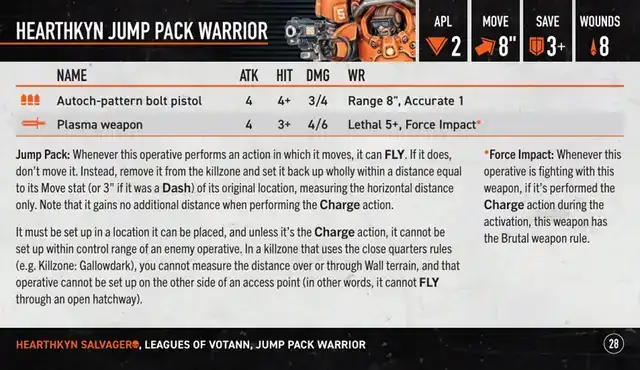 HEARTHKYN JUMP PACK WARRIOR
APL
2
MOVE
8"
SAVE
3+
WOUNDS
8
NAME ATK HIT DMG WR
Autoch-pattern bolt pistol 4 4+ 3/4 Range 8", Accurate 1
Plasma weapon 4 3+ 4/6 Lethal 5+, Force Impact*
Jump Pack: Whenever this operative performs an action in which it moves, it can FLY. If it does,
don't move it. Instead, remove it from the killzone and set it back up wholly within a distance equal
to its Move stat (or 3" if it was a Dash) of its original location, measuring the horizontal distance
only. Note that it gains no additional distance when performing the Charge action.
It must be set up in a location it can be placed, and unless it's the Charge action, it cannot be
set up within control range of an enemy operative. In a killzone that uses the close quarters rules
(e.g. Killzone: Gallowdark), you cannot measure the distance over or through Wall terrain, and that
operative cannot be set up on the other side of an access point (in other words, it cannot FLY
through an open hatchway).
*Force Impact: Whenever this
operative is fighting with this
weapon, if it's performed the
Charge action during the
activation, this weapon has
the Brutal weapon rule.
HEARTHKYN SALVAGER, LEAGUES OF VOTANN, JUMP PACK WARRIOR
28